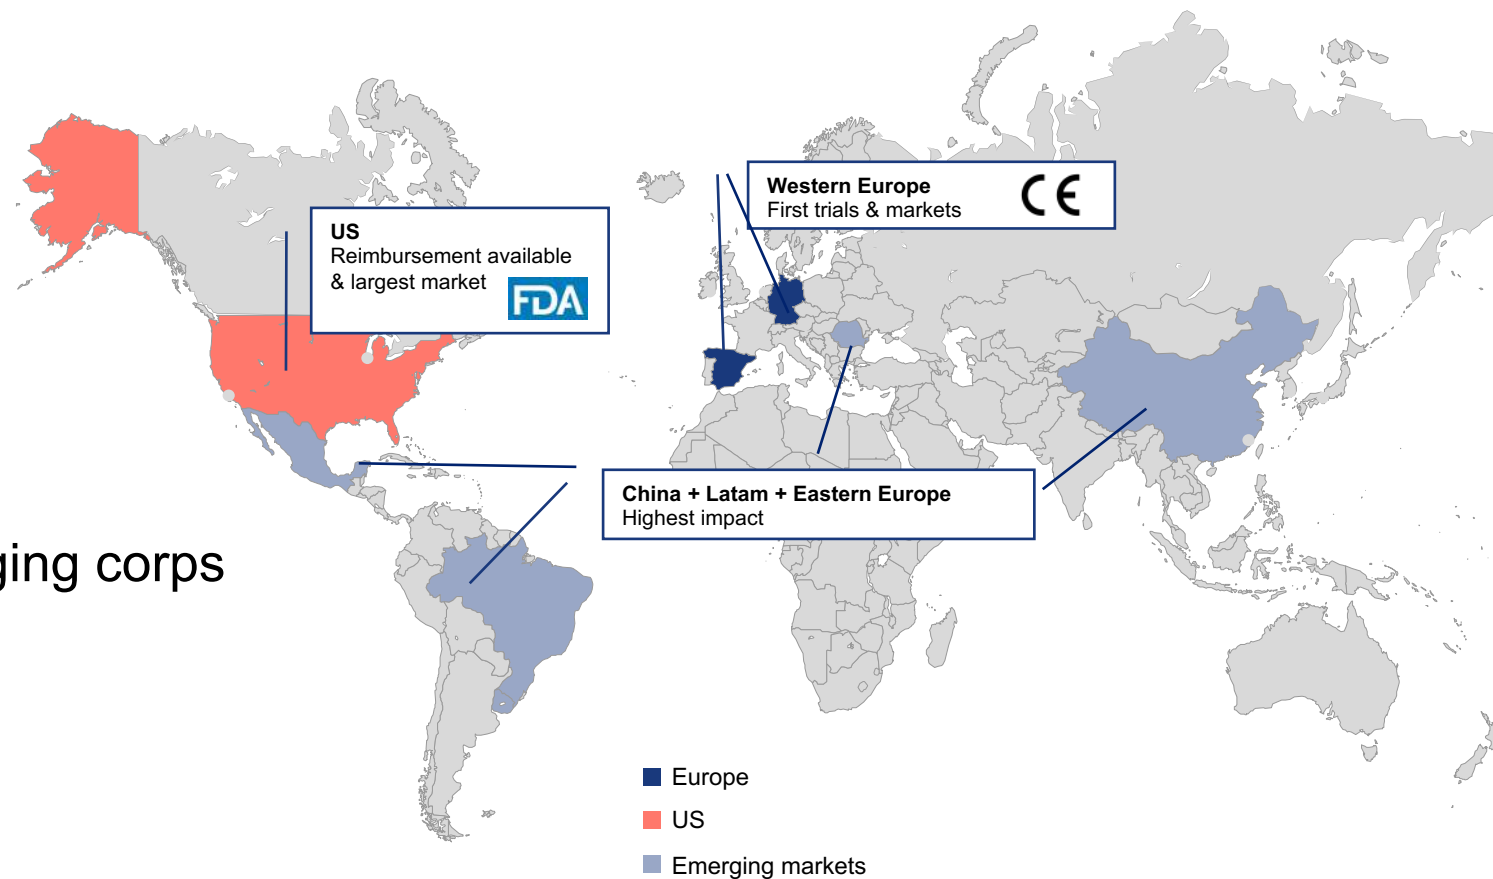 Western Europe
First trials & markets
CE
US
Reimbursement available
& largest market
FDA
China + Latam + Eastern Europe
Highest impact
ging corps
Europe
US
Emerging markets